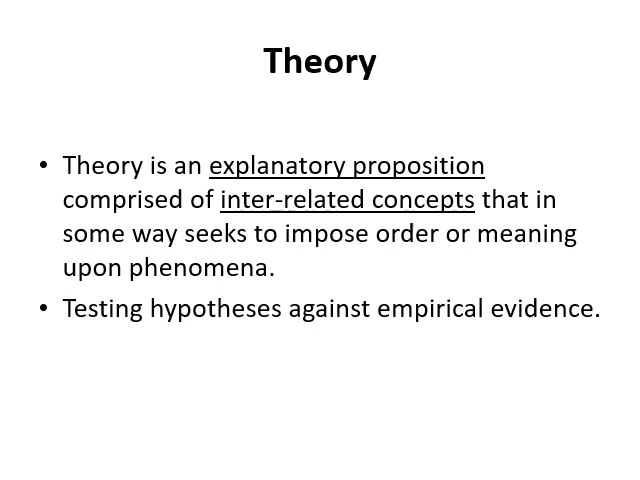 Theory
• Theory is an explanatory proposition
comprised of inter-related concepts that in
some way seeks to impose order or meaning
upon phenomena.
• Testing hypotheses against empirical evidence.